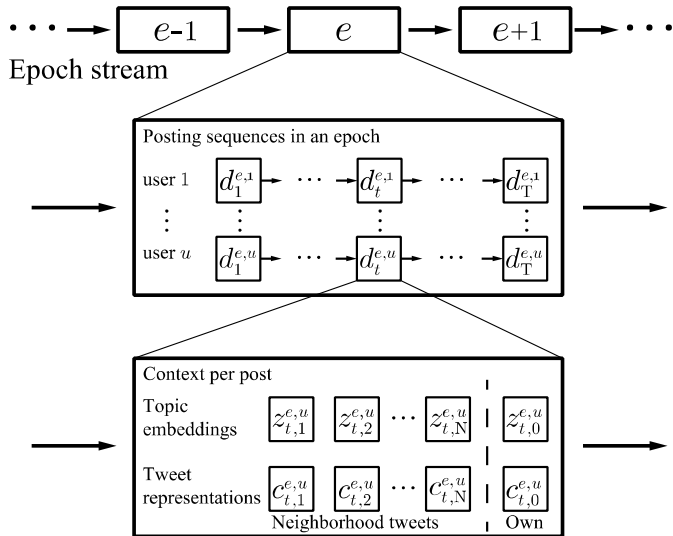 ··· e-1 e e+1 ···
Epoch stream
Posting sequences in an epoch
user 1 d_1^{e,1} ··· d_t^{e,1} ··· d_T^{e,1}
⋮ ⋮ ⋮ ⋮
user u d_1^{e,u} ··· d_t^{e,u} ··· d_T^{e,u}
Context per post
Topic
embeddings z_{t,1}^{e,u} z_{t,2}^{e,u} ··· z_{t,N}^{e,u} z_{t,0}^{e,u}
Tweet
representations c_{t,1}^{e,u} c_{t,2}^{e,u} ··· c_{t,N}^{e,u} c_{t,0}^{e,u}
Neighborhood tweets Own